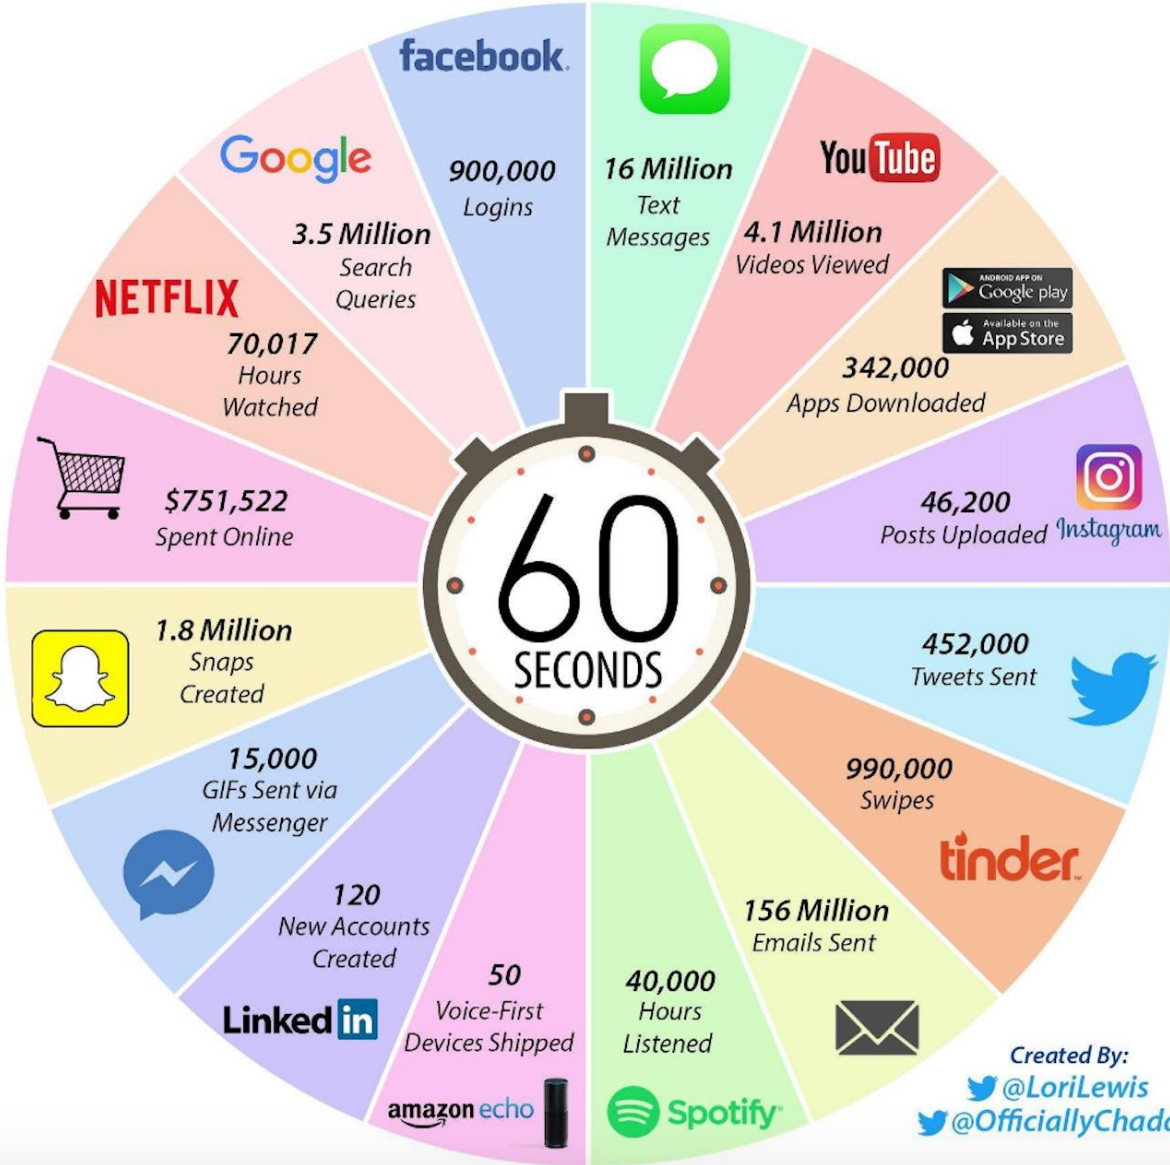 facebook
900,000
Logins
16 Million
Text
Messages
YouTube
4.1 Million
Videos Viewed
ANDROID APP ON
Google play
Available on the
App Store
342,000
Apps Downloaded
46,200
Posts Uploaded
Instagram
452,000
Tweets Sent
990,000
Swipes
tinder
156 Million
Emails Sent
40,000
Hours
Listened
Spotify
50
Voice-First
Devices Shipped
amazon echo
120
New Accounts
Created
Linked in
15,000
GIFs Sent via
Messenger
1.8 Million
Snaps
Created
$751,522
Spent Online
NETFLIX
70,017
Hours
Watched
Google
3.5 Million
Search
Queries
60
SECONDS
Created By:
@LoriLewis
@OfficiallyChadd